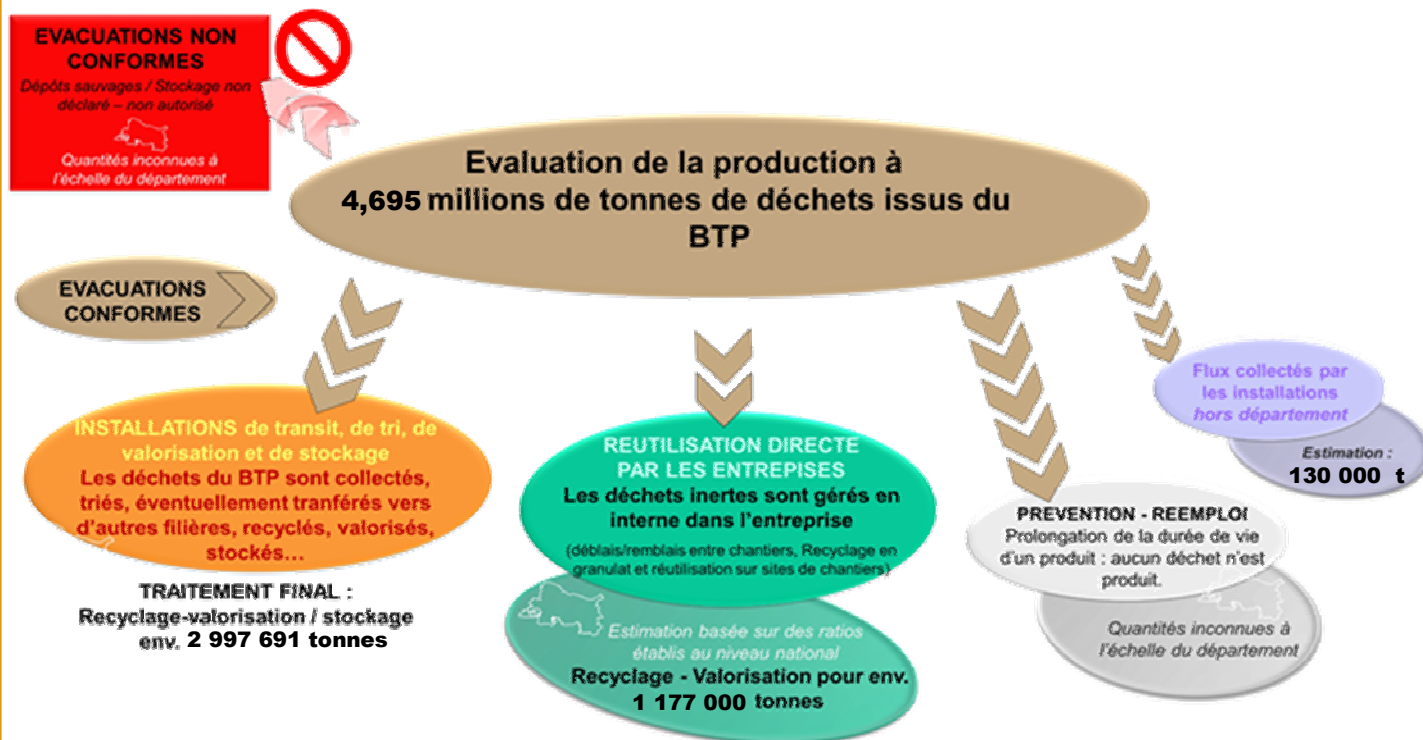 EVACUATIONS NON
CONFORMES
Dépôts sauvages / Stockage non
déclaré – non autorisé
Quantités inconnues à
l'échelle du département
Evaluation de la production à
4,695 millions de tonnes de déchets issus du
BTP
EVACUATIONS
CONFORMES
INSTALLATIONS de transit, de tri, de
valorisation et de stockage
Les déchets du BTP sont collectés,
triés, éventuellement tranférés vers
d'autres filières, recyclés, valorisés,
stockés...
TRAITEMENT FINAL :
Recyclage-valorisation / stockage
env. 2 997 691 tonnes
REUTILISATION DIRECTE
PAR LES ENTREPISES
Les déchets inertes sont gérés en
interne dans l'entreprise
(déblais/remblais entre chantiers, Recyclage en
granulat et réutilisation sur sites de chantiers)
Estimation basée sur des ratios
établis au niveau national
Recyclage - Valorisation pour env.
1 177 000 tonnes
PREVENTION - REEMPLOI
Prolongation de la durée de vie
d'un produit : aucun déchet n'est
produit.
Quantités inconnues à
l'échelle du département
Flux collectés par
les installations
hors département
Estimation :
130 000 t